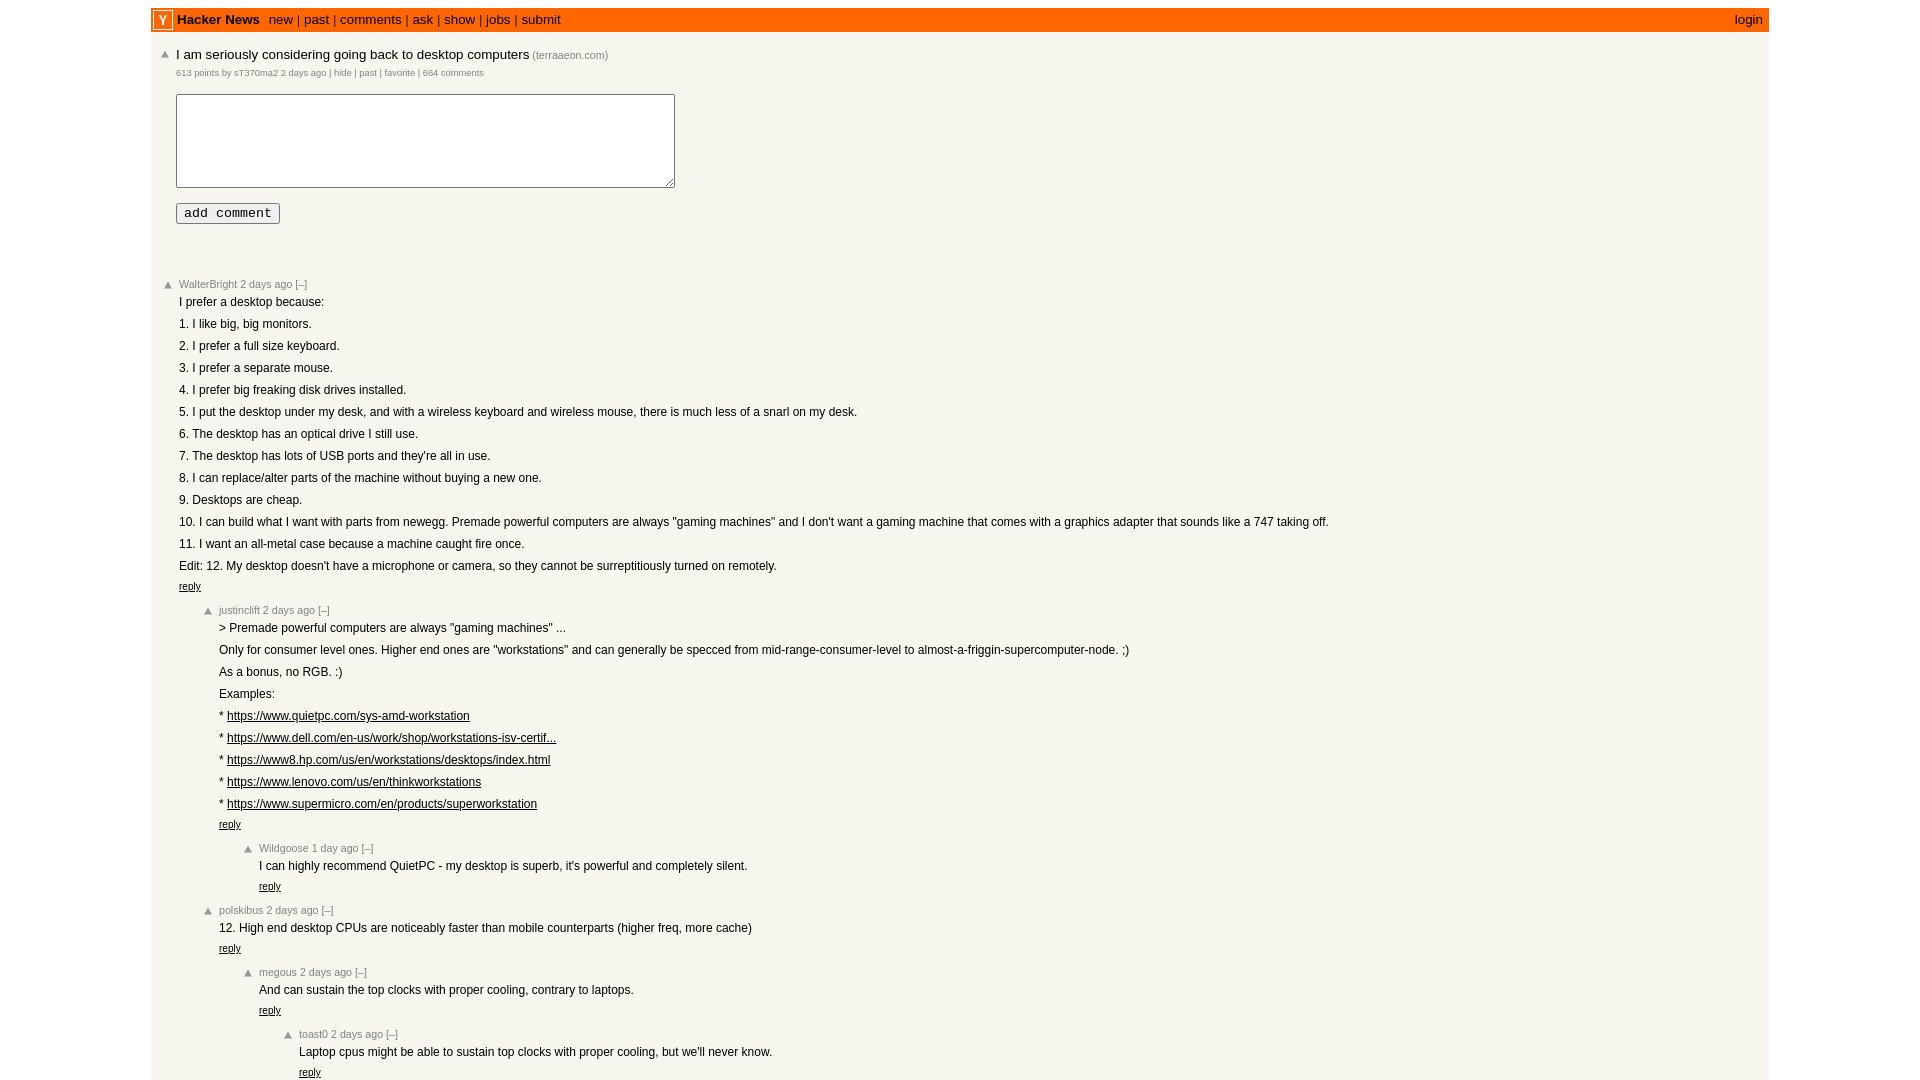 Y Hacker News new | past | comments | ask | show | jobs | submit login
I am seriously considering going back to desktop computers (terraaeon.com)
613 points by sT370ma2 2 days ago | hide | past | favorite | 664 comments
add comment
WalterBright 2 days ago [–]
I prefer a desktop because:
1. I like big, big monitors.
2. I prefer a full size keyboard.
3. I prefer a separate mouse.
4. I prefer big freaking disk drives installed.
5. I put the desktop under my desk, and with a wireless keyboard and wireless mouse, there is much less of a snarl on my desk.
6. The desktop has an optical drive I still use.
7. The desktop has lots of USB ports and they're all in use.
8. I can replace/alter parts of the machine without buying a new one.
9. Desktops are cheap.
10. I can build what I want with parts from newegg. Premade powerful computers are always "gaming machines" and I don't want a gaming machine that comes with a graphics adapter that sounds like a 747 taking off.
11. I want an all-metal case because a machine caught fire once.
Edit: 12. My desktop doesn't have a microphone or camera, so they cannot be surreptitiously turned on remotely.
reply
justinclift 2 days ago [–]
> Premade powerful computers are always "gaming machines" ...
Only for consumer level ones. Higher end ones are "workstations" and can generally be specced from mid-range-consumer-level to almost-a-friggin-supercomputer-node. ;)
As a bonus, no RGB. :)
Examples:
* https://www.quietpc.com/sys-amd-workstation
* https://www.dell.com/en-us/work/shop/workstations-isv-certif...
* https://www8.hp.com/us/en/workstations/desktops/index.html
* https://www.lenovo.com/us/en/thinkworkstations
* https://www.supermicro.com/en/products/superworkstation
reply
Wildgoose 1 day ago [–]
I can highly recommend QuietPC - my desktop is superb, it's powerful and completely silent.
reply
polskibus 2 days ago [–]
12. High end desktop CPUs are noticeably faster than mobile counterparts (higher freq, more cache)
reply
megous 2 days ago [–]
And can sustain the top clocks with proper cooling, contrary to laptops.
reply
toast0 2 days ago [–]
Laptop cpus might be able to sustain top clocks with proper cooling, but we'll never know.
reply